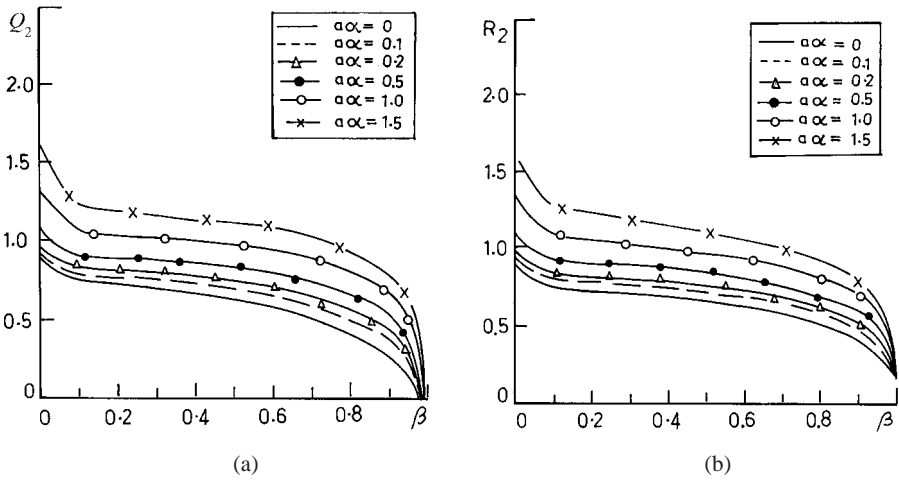 Q₂
aα = 0
aα = 0.1
aα = 0.2
aα = 0.5
aα = 1.0
aα = 1.5
2.0
1.5
1.0
0.5
0
0 0.2 0.4 0.6 0.8 β
(a)
R₂
aα = 0
aα = 0.1
aα = 0.2
aα = 0.5
aα = 1.0
aα = 1.5
2.0
1.5
1.0
0.5
0
0 0.2 0.4 0.6 0.8 β
(b)